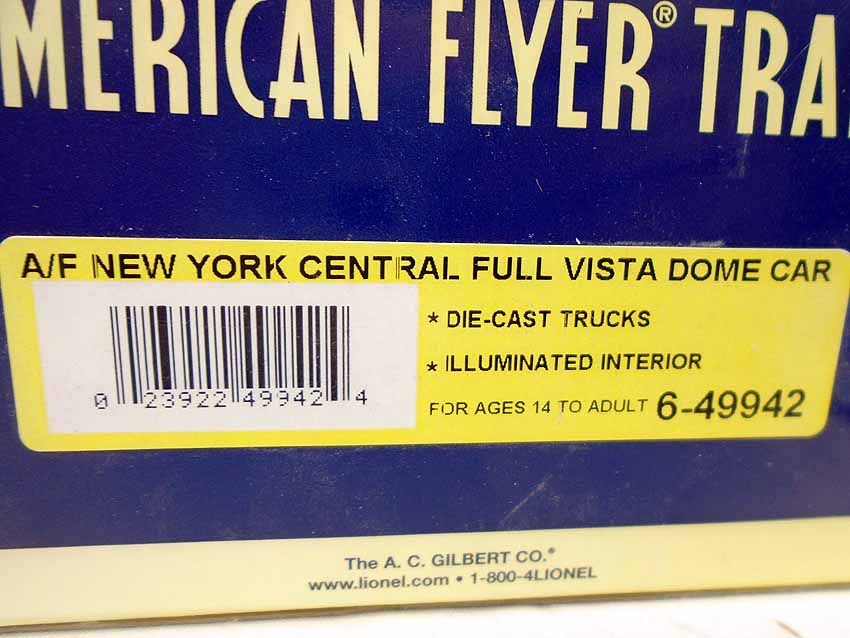 MERICAN FLYER® TRA
A/F NEW YORK CENTRAL FULL VISTA DOME CAR
* DIE-CAST TRUCKS
* ILLUMINATED INTERIOR
FOR AGES 14 TO ADULT 6-49942
0 23922 49942 4
The A. C. GILBERT CO.®
www.lionel.com • 1-800-4LIONEL